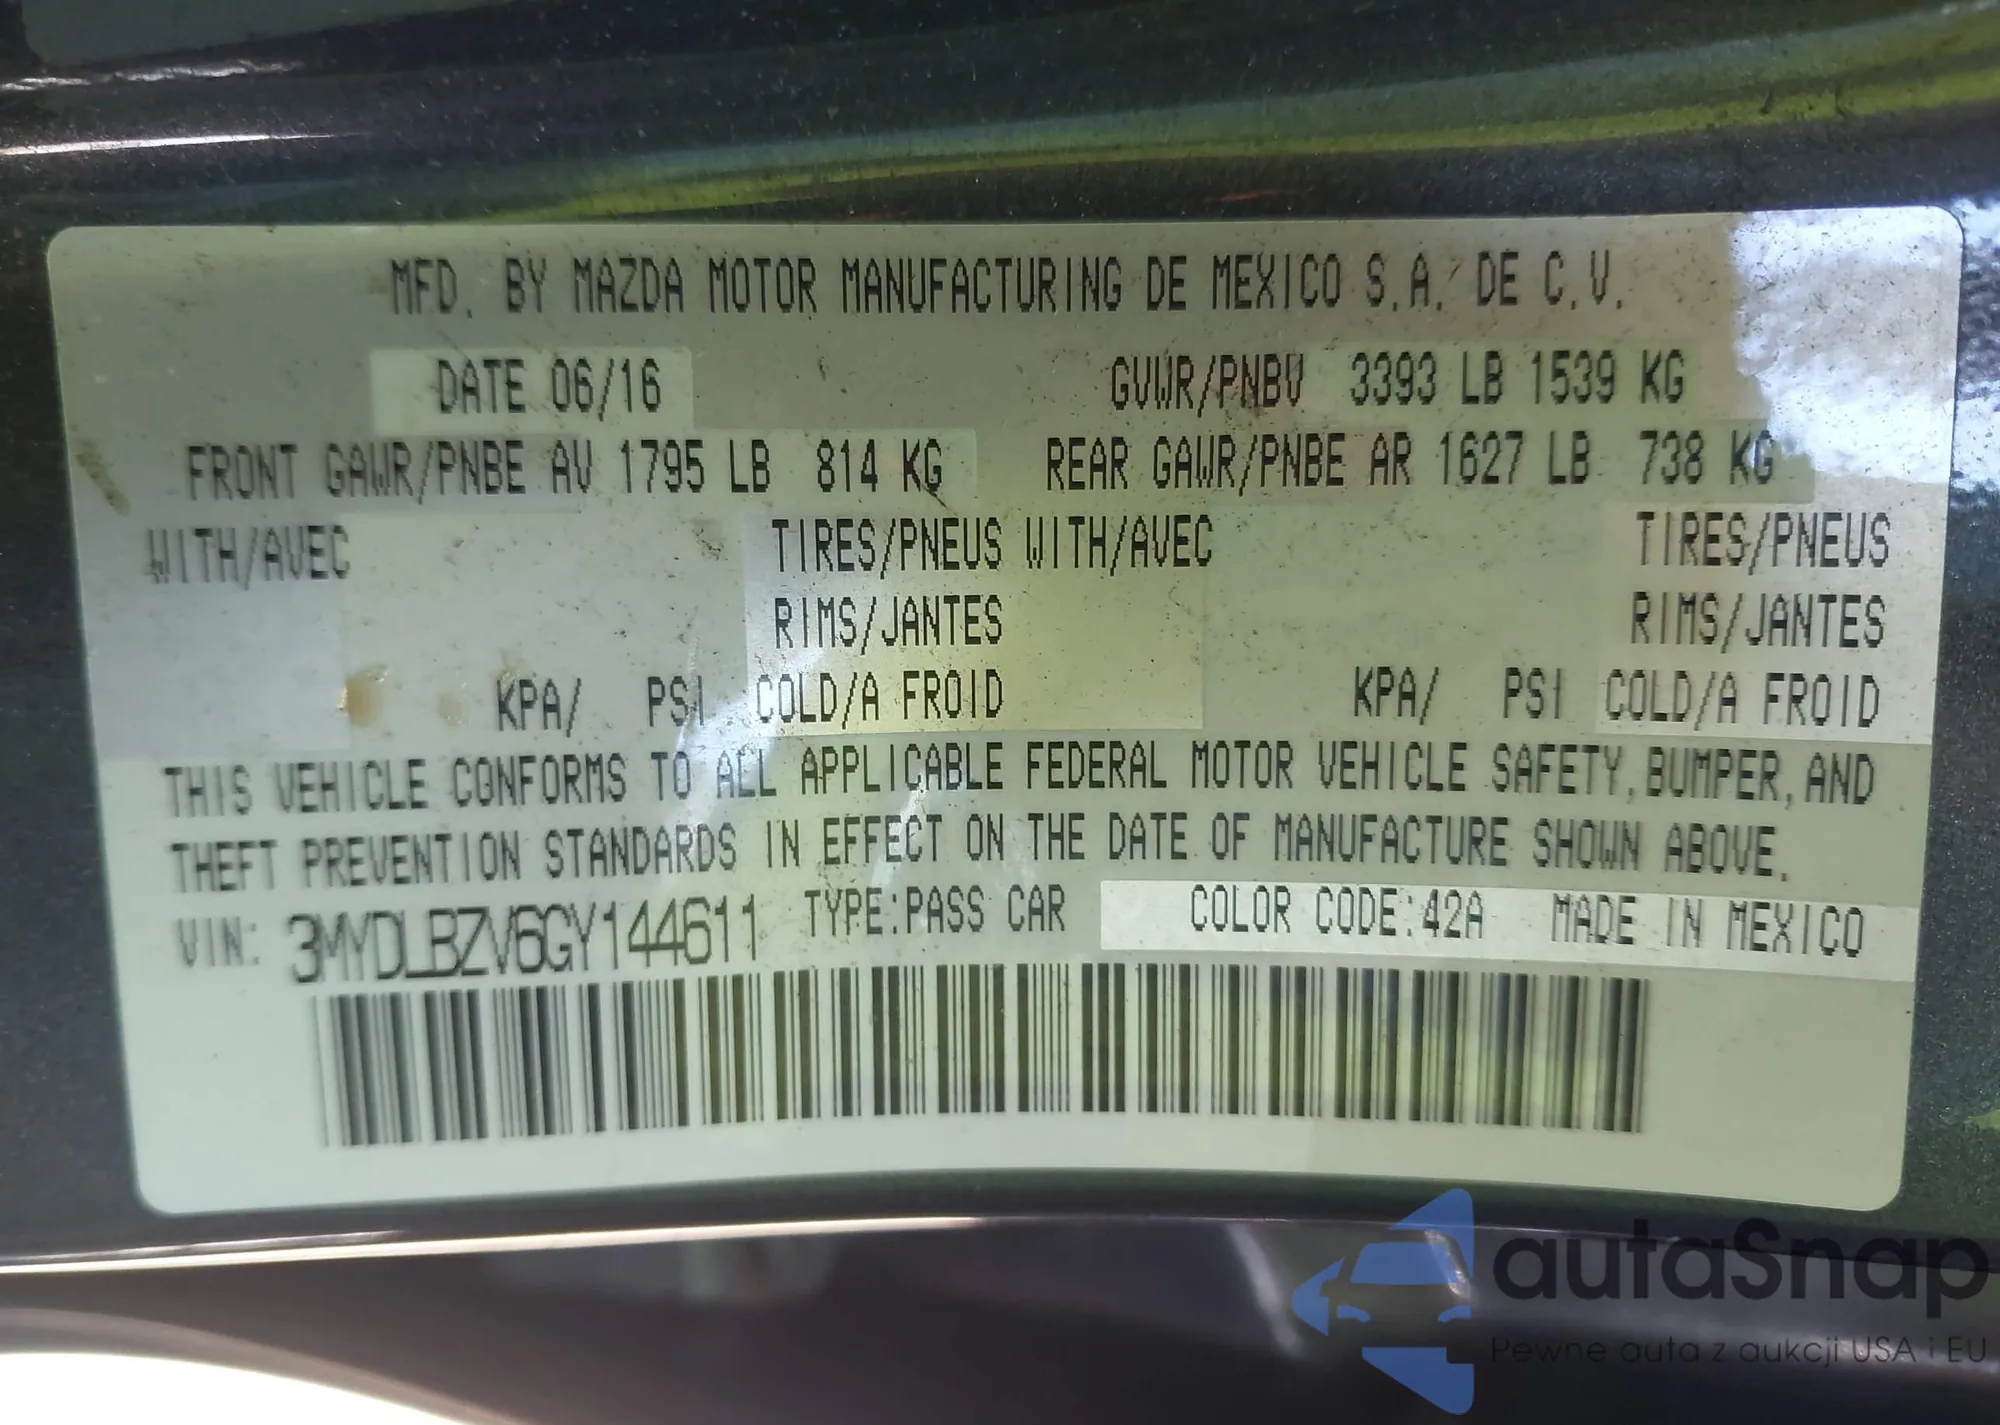 MFD. BY MAZDA MOTOR MANUFACTURING DE MEXICO S.A. DE C.V.
DATE 06/16 GVWR/PNBV 3393 LB 1539 KG
FRONT GAWR/PNBE AV 1795 LB 814 KG REAR GAWR/PNBE AR 1627 LB 738 KG
WITH/AVEC TIRES/PNEUS WITH/AVEC TIRES/PNEUS
RIMS/JANTES RIMS/JANTES
KPA/ PSI COLD/A FROID KPA/ PSI COLD/A FROID
THIS VEHICLE CONFORMS TO ALL APPLICABLE FEDERAL MOTOR VEHICLE SAFETY, BUMPER, AND
THEFT PREVENTION STANDARDS IN EFFECT ON THE DATE OF MANUFACTURE SHOWN ABOVE.
VIN: 3MYDLBZV6GY144611 TYPE:PASS CAR COLOR CODE:42A MADE IN MEXICO
autaSnap
Pewne auta z aukcji USA i EU